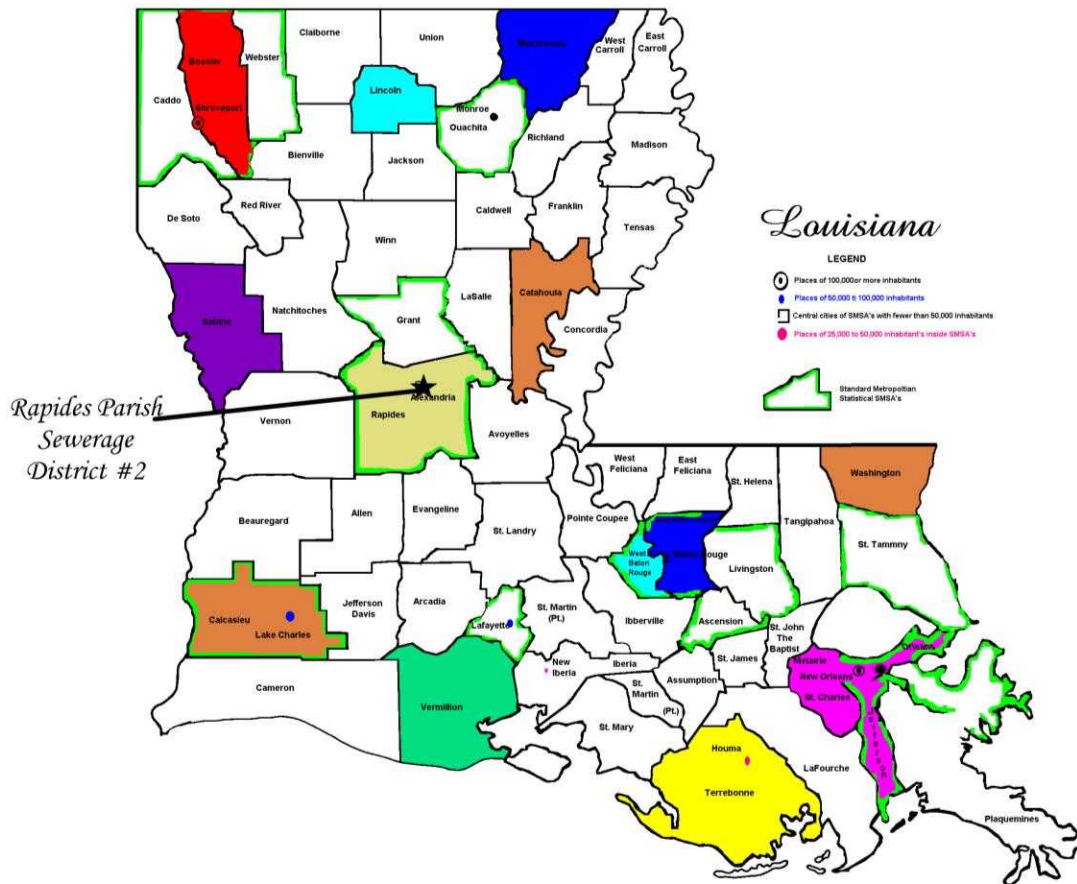 Claiborne
Union
Morehouse
West
Carroll
East
Carroll
Bossier
Webster
Caddo
Shreveport
Lincoln
Monroe
Ouachita
Richland
Madison
Bienville
Jackson
De Soto
Red River
Caldwell
Franklin
Tensas
Winn
Louisiana
LEGEND
Places of 100,000or more inhabitants
Places of 50,000 ti 100,000 inhabitants
Central cities of SMSA's with fewer than 50,000 inhabitants
Places of 25,000 to 50,000 inhabitant's inside SMSA's
Standard Metropoitian
Statistical SMSA's
Sabine
Natchitoches
LaSalle
Catahoula
Grant
Concordia
Rapides Parish
Sewerage
District #2
Alexandria
Rapides
Vernon
Avoyelles
West
Feliciana
East
Feliciana
St. Helena
Washington
Beauregard
Allen
Evangeline
St. Landry
Pointe Coupee
Tangipahoa
St. Tammny
West
Baton
Rouge
Livingston
Calcasieu
Lake Charles
Jefferson
Davis
Arcadia
Lafayette
St. Martin
(Pt.)
Ibberville
Ascension
St. John
The
Baptist
Cameron
Vermillion
New
Iberia
Iberia
St. Martin
(Pt.)
Assumption
St. James
Metairie
New Orleans
Orleans
St. Charles
Jefferson
St. Mary
Houma
Terrebonne
LaFourche
Plaquemines